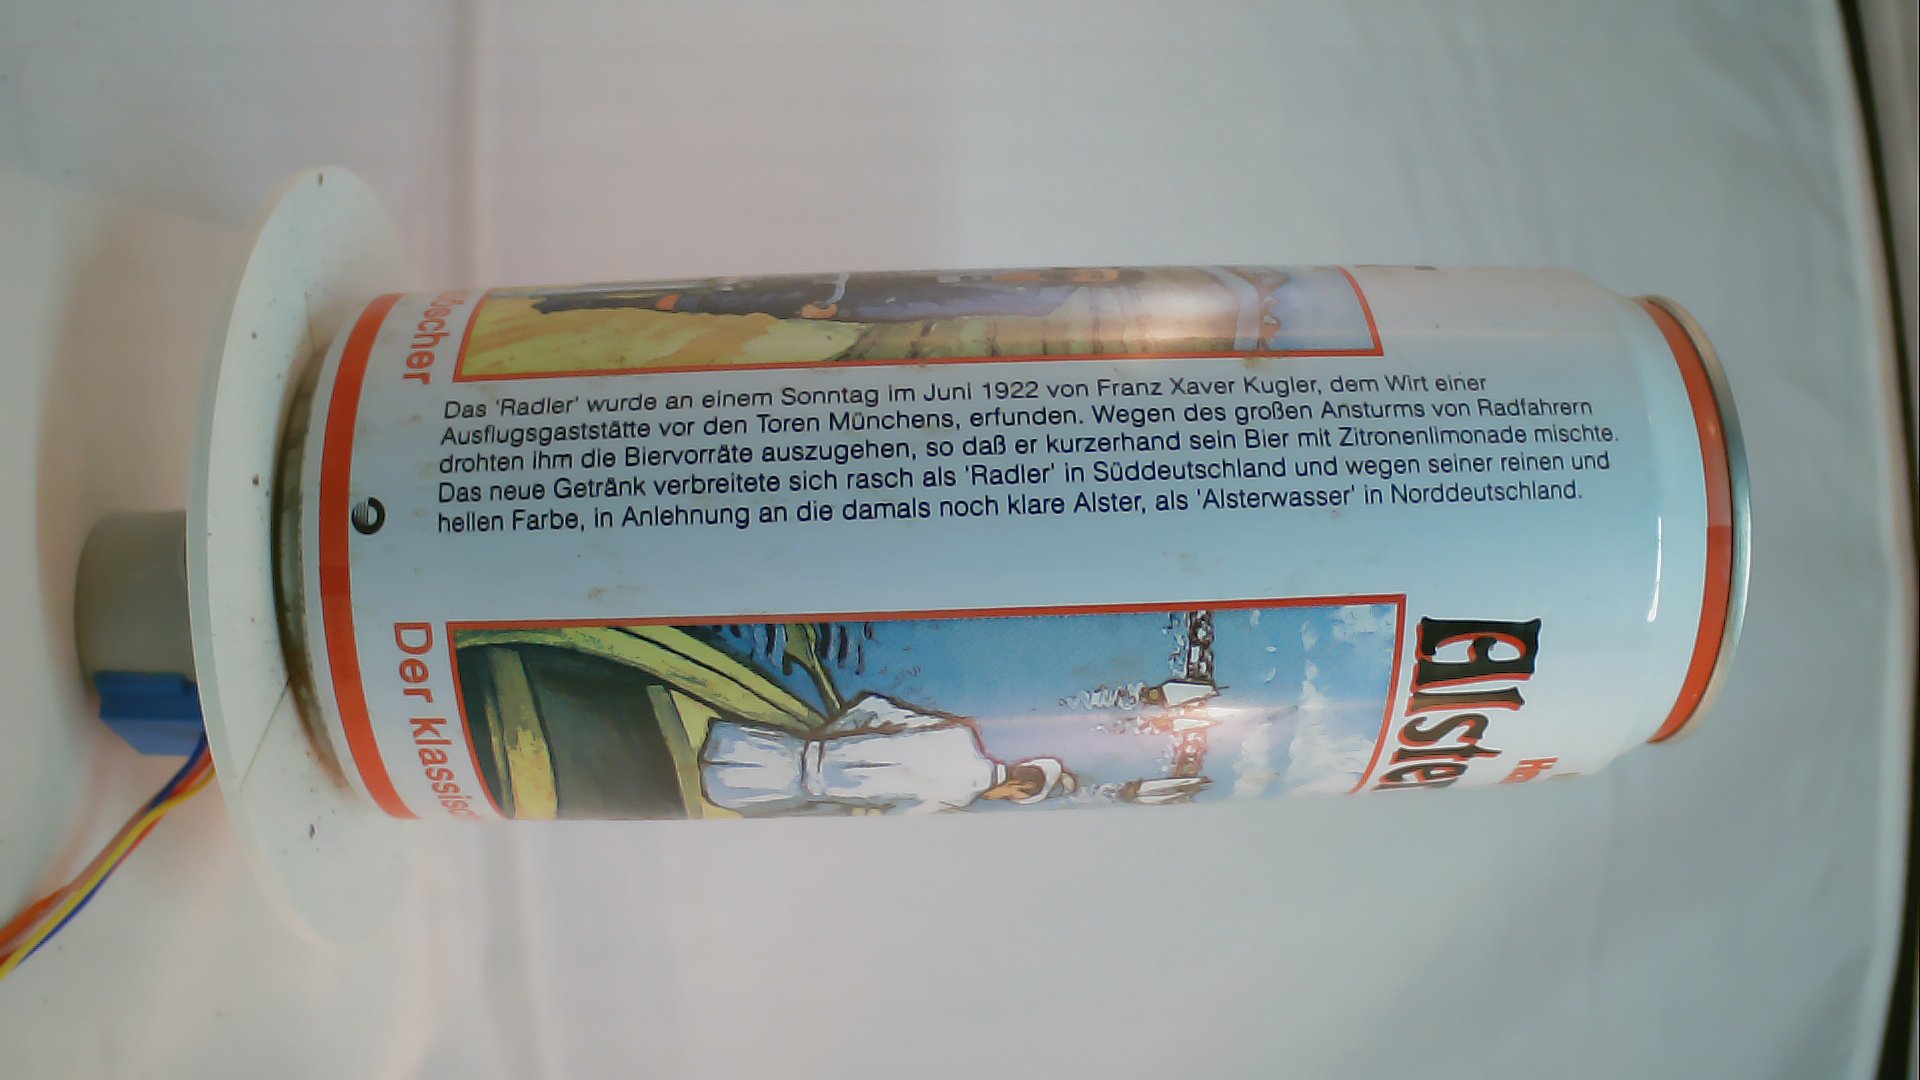 Das 'Radler' wurde an einem Sonntag im Juni 1922 von Franz Xaver Kugler, dem Wirt einer
Ausflugsgaststätte vor den Toren Münchens, erfunden. Wegen des großen Ansturms von Radfahrern
drohten ihm die Biervorräte auszugehen, so daß er kurzerhand sein Bier mit Zitronenlimonade mischte.
Das neue Getränk verbreitete sich rasch als 'Radler' in Süddeutschland und wegen seiner reinen und
hellen Farbe, in Anlehnung an die damals noch klare Alster, als 'Alsterwasser' in Norddeutschland.
Alster
Der klassisc